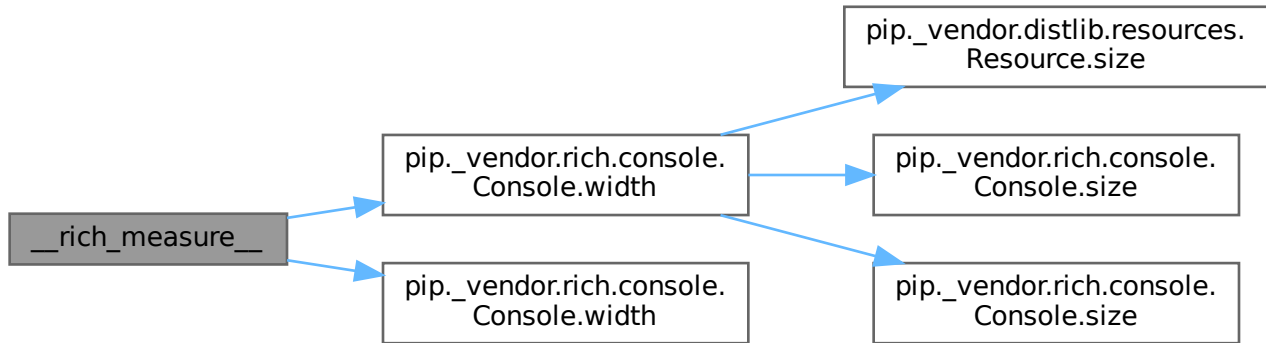 __rich_measure__
pip._vendor.rich.console.
Console.width
pip._vendor.rich.console.
Console.width
pip._vendor.distlib.resources.
Resource.size
pip._vendor.rich.console.
Console.size
pip._vendor.rich.console.
Console.size